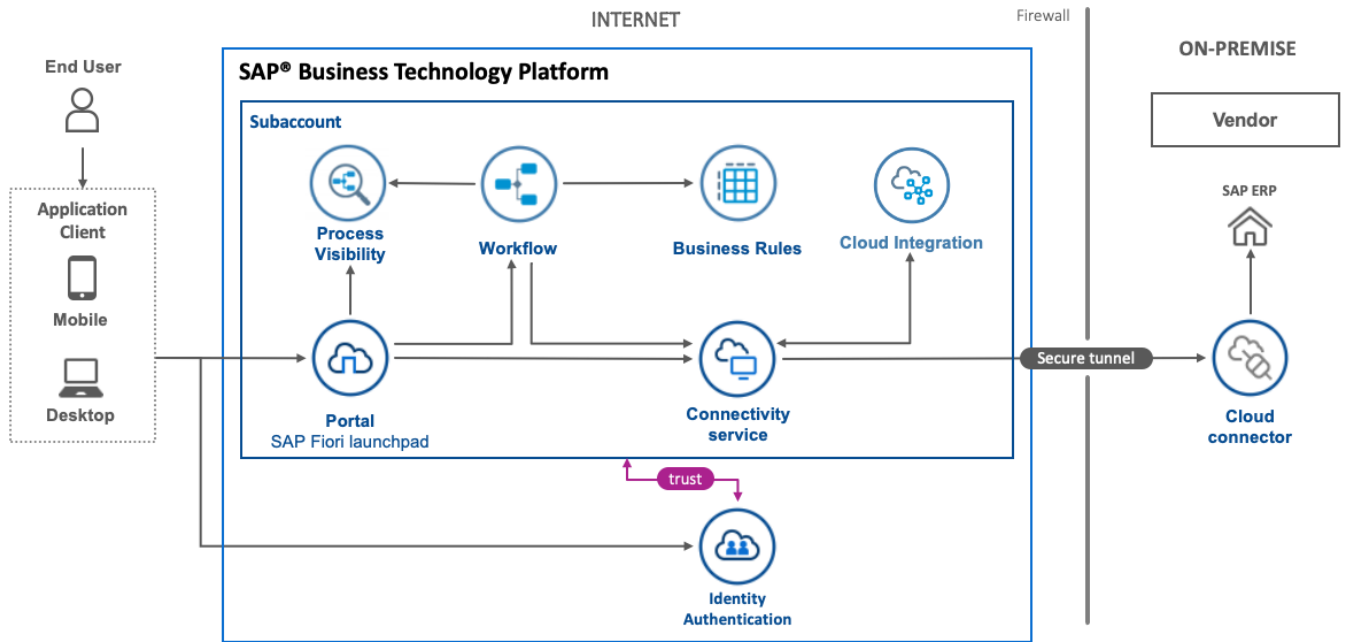 INTERNET
Firewall
ON-PREMISE
End User
SAP® Business Technology Platform
Subaccount
Vendor
Application
Client
Process
Visibility
Workflow
Business Rules
Cloud Integration
SAP ERP
Mobile
Desktop
Portal
SAP Fiori launchpad
Connectivity
service
Secure tunnel
Cloud
connector
trust
Identity
Authentication